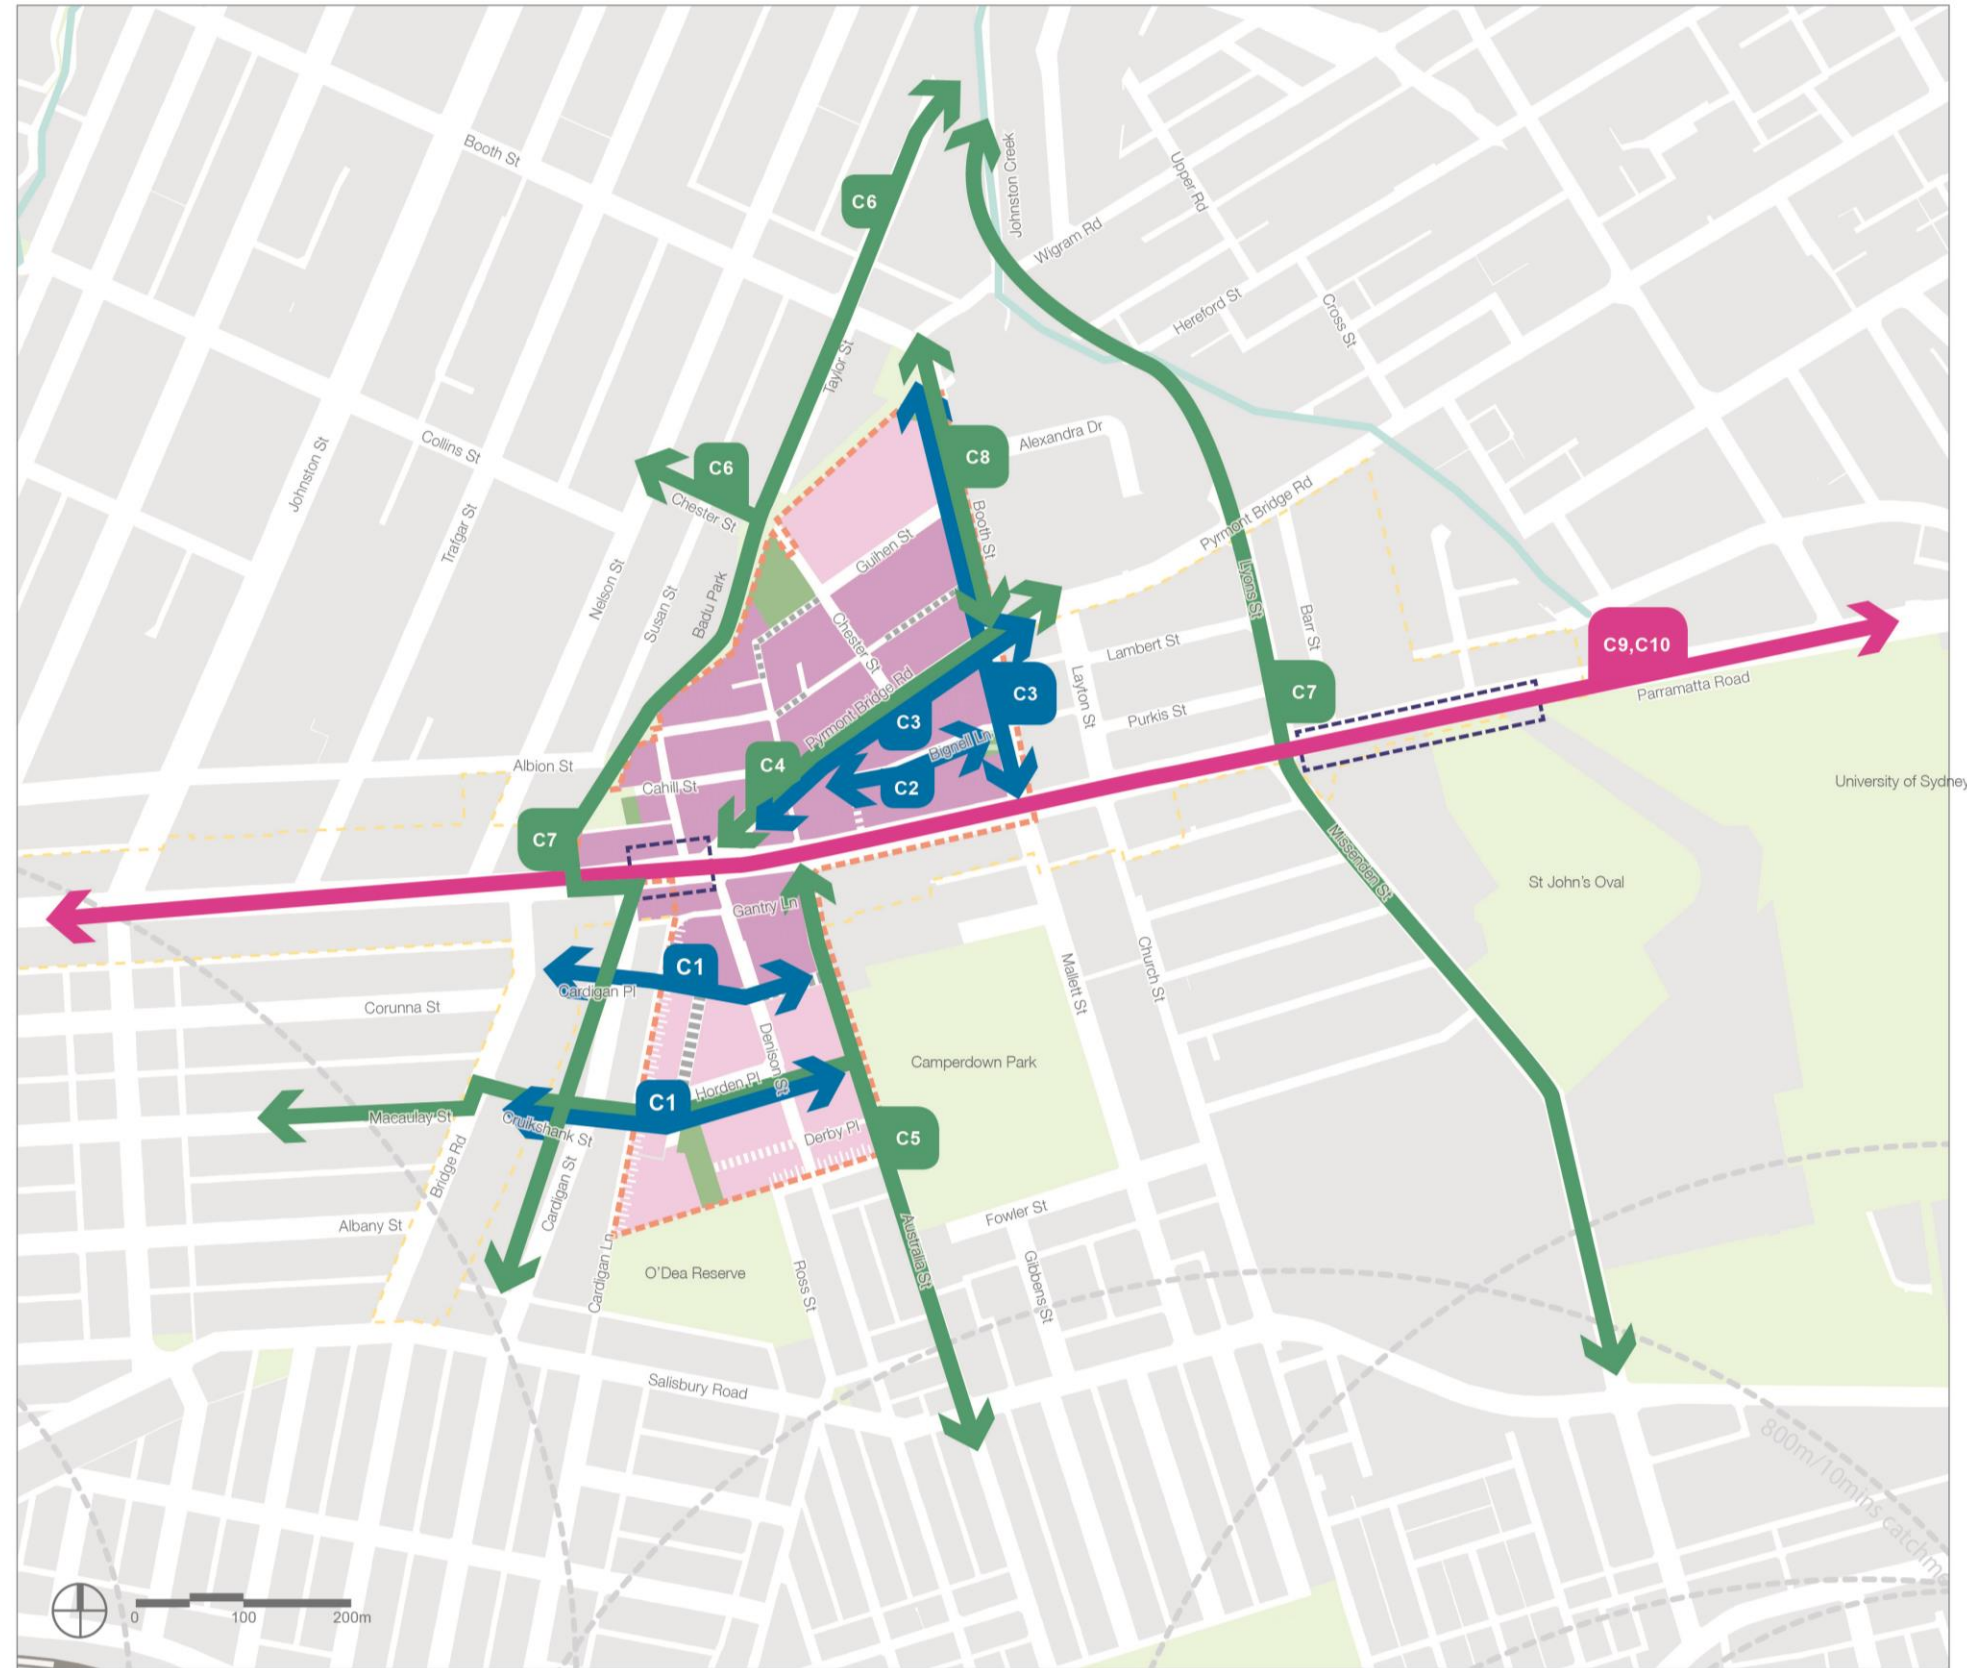 Booth St
C6
Johnston Creek
Upper Rd
Wigram Rd
Hereford St
Cross St
Taylor St
Johnston St
Collins St
Trafgar St
C6
Chester St
C8
Alexandra Dr
Booth St
Pyrmont Bridge Rd
Guihen St
Nelson St
Susan St
Badu Park
Chester St
Lyons St
Barr St
Lambert St
C9,C10
Parramatta Road
Layton St
C3
C7
Purkis St
Pyrmont Bridge Rd
C3
Bignell Ln
C4
C2
Albion St
Cahill St
University of Sydney
C7
Missenden St
St John's Oval
Gantry Ln
C1
Cardigan Pl
Corunna St
Mallett St
Church St
Denison St
Camperdown Park
Horden Pl
C1
Macaulay St
Cruikshank St
Derby Pl
C5
Bridge Rd
Cardigan St
Albany St
Fowler St
Australia St
Cardigan Ln
O'Dea Reserve
Ross St
Gibbens St
Salisbury Road
800m/10mins catchme
0
100
200m